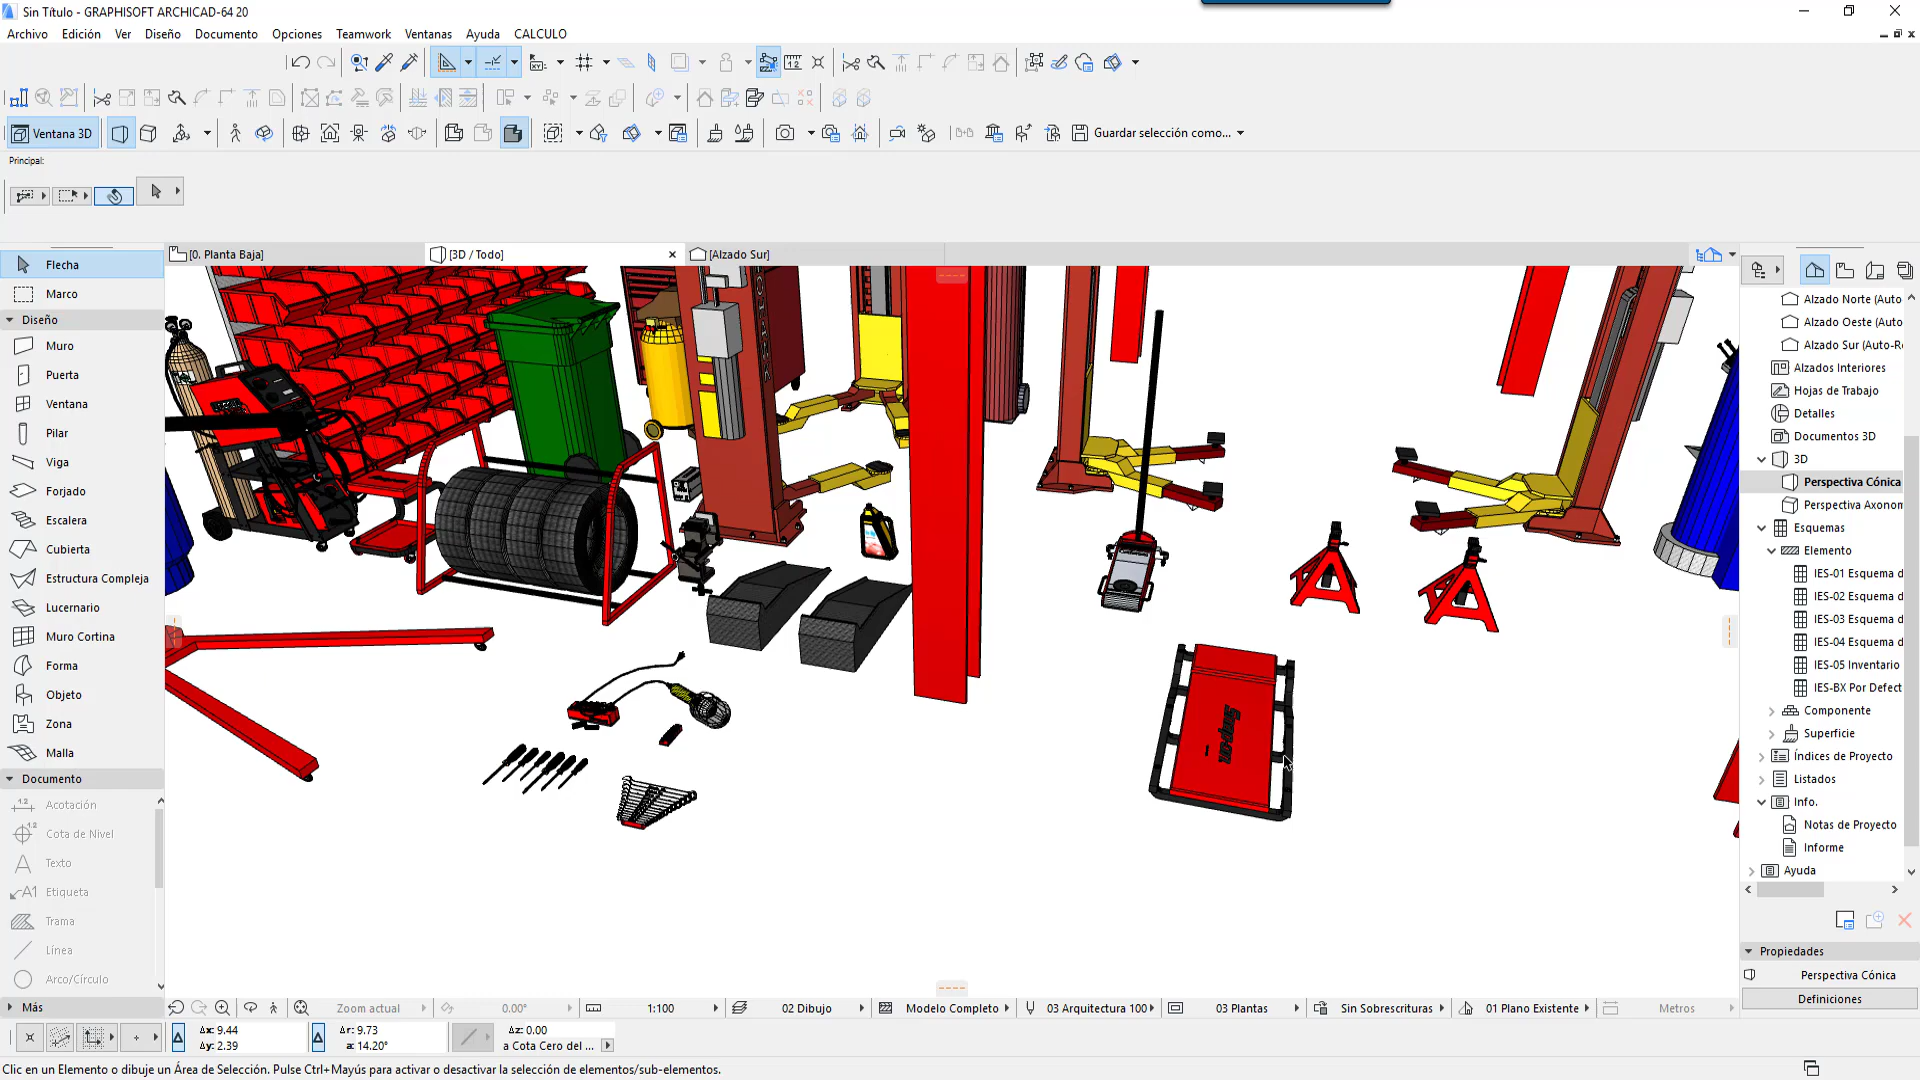 Sin Título - GRAPHISOFT ARCHICAD-64 20
Archivo Edición Ver Diseño Documento Opciones Teamwork Ventanas Ayuda CALCULO
Ventana 3D
Guardar selección como...
Principal:
[0. Planta Baja]
[3D / Todo]
[Alzado Sur]
Flecha
Marco
Diseño
Muro
Puerta
Ventana
Pilar
Viga
Forjado
Escalera
Cubierta
Estructura Compleja
Lucernario
Muro Cortina
Forma
Objeto
Zona
Malla
Documento
Acotación
Cota de Nivel
Texto
Etiqueta
Trama
Línea
Arco/Círculo
Más
Snap-on
Alzado Norte (Auto
Alzado Oeste (Auto
Alzado Sur (Auto-Re
Alzados Interiores
Hojas de Trabajo
Detalles
Documentos 3D
3D
Perspectiva Cónica
Perspectiva Axonom
Esquemas
Elemento
IES-01 Esquema d
IES-02 Esquema d
IES-03 Esquema d
IES-04 Esquema d
IES-05 Inventario
IES-BX Por Defect
Componente
Superficie
Índices de Proyecto
Listados
Info.
Notas de Proyecto
Informe
Ayuda
Propiedades
Perspectiva Cónica
Definiciones
Zoom actual
0.00°
1:100
02 Dibujo
Modelo Completo
03 Arquitectura 100
03 Plantas
Sin Sobrescrituras
01 Plano Existente
Metros
Δx: 9.44
Δy: 2.39
Δr: 9.73
a: 14.20°
Δz: 0.00
a Cota Cero del ...
Clic en un Elemento o dibuje un Área de Selección. Pulse Ctrl+Mayús para activar o desactivar la selección de elementos/sub-elementos.